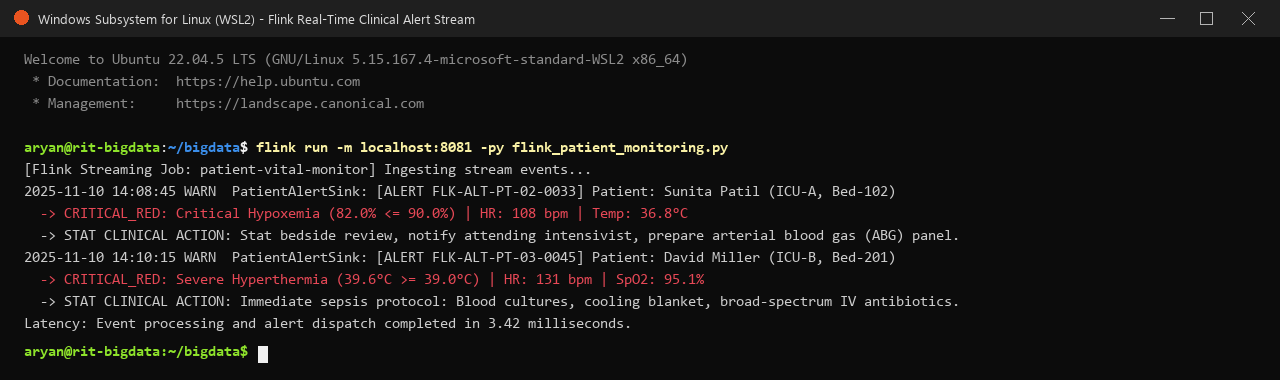 Windows Subsystem for Linux (WSL2) - Flink Real-Time Clinical Alert Stream
Welcome to Ubuntu 22.04.5 LTS (GNU/Linux 5.15.167.4-microsoft-standard-WSL2 x86_64)
 * Documentation:  https://help.ubuntu.com
 * Management:     https://landscape.canonical.com
aryan@rit-bigdata:~/bigdata$ flink run -m localhost:8081 -py flink_patient_monitoring.py
[Flink Streaming Job: patient-vital-monitor] Ingesting stream events...
2025-11-10 14:08:45 WARN  PatientAlertSink: [ALERT FLK-ALT-PT-02-0033] Patient: Sunita Patil (ICU-A, Bed-102)
  -> CRITICAL_RED: Critical Hypoxemia (82.0% <= 90.0%) | HR: 108 bpm | Temp: 36.8°C
  -> STAT CLINICAL ACTION: Stat bedside review, notify attending intensivist, prepare arterial blood gas (ABG) panel.
2025-11-10 14:10:15 WARN  PatientAlertSink: [ALERT FLK-ALT-PT-03-0045] Patient: David Miller (ICU-B, Bed-201)
  -> CRITICAL_RED: Severe Hyperthermia (39.6°C >= 39.0°C) | HR: 131 bpm | SpO2: 95.1%
  -> STAT CLINICAL ACTION: Immediate sepsis protocol: Blood cultures, cooling blanket, broad-spectrum IV antibiotics.
Latency: Event processing and alert dispatch completed in 3.42 milliseconds.
aryan@rit-bigdata:~/bigdata$